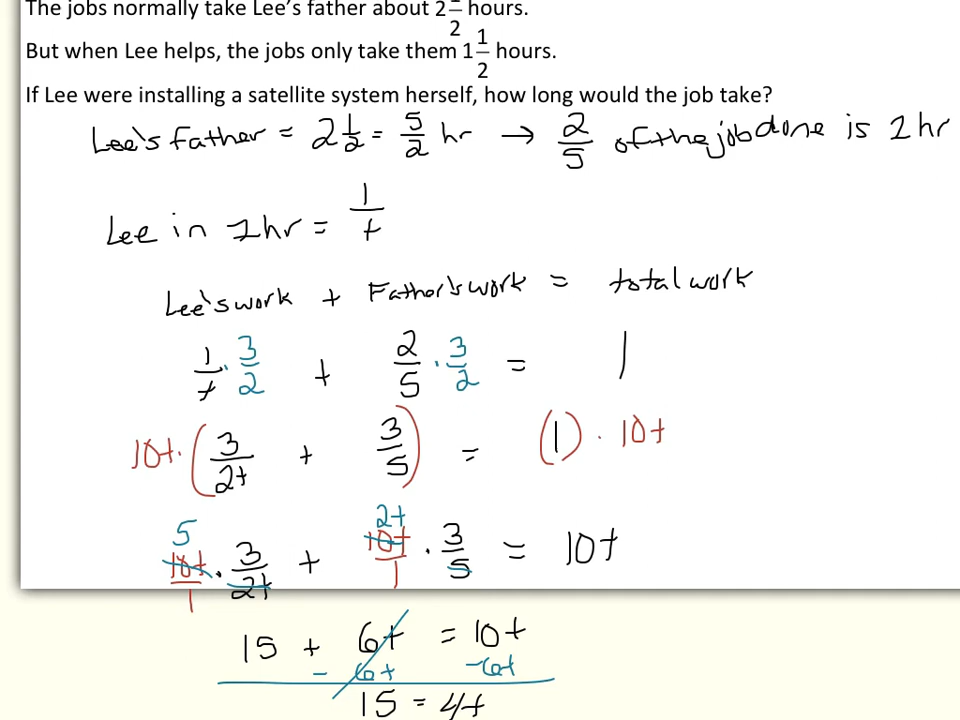 The jobs normally take Lee's father about 2 1/2 hours.
But when Lee helps, the jobs only take them 1 1/2 hours.
If Lee were installing a satellite system herself, how long would the job take?
Lee's Father = 2 1/2 = 5/2 hr → 2/5 of the job done is 1 hr
Lee in 1hr = 1/t
Lee's work + Father's work = total work
1/t · 3/2 + 2/5 · 3/2 = 1
10t · (3/2t + 3/5) = (1) · 10t
5 2t
10t/1 · 3/2t + 10t/1 · 3/5 = 10t
15 + 6t = 10t
- 6t -6t
15 = 4t